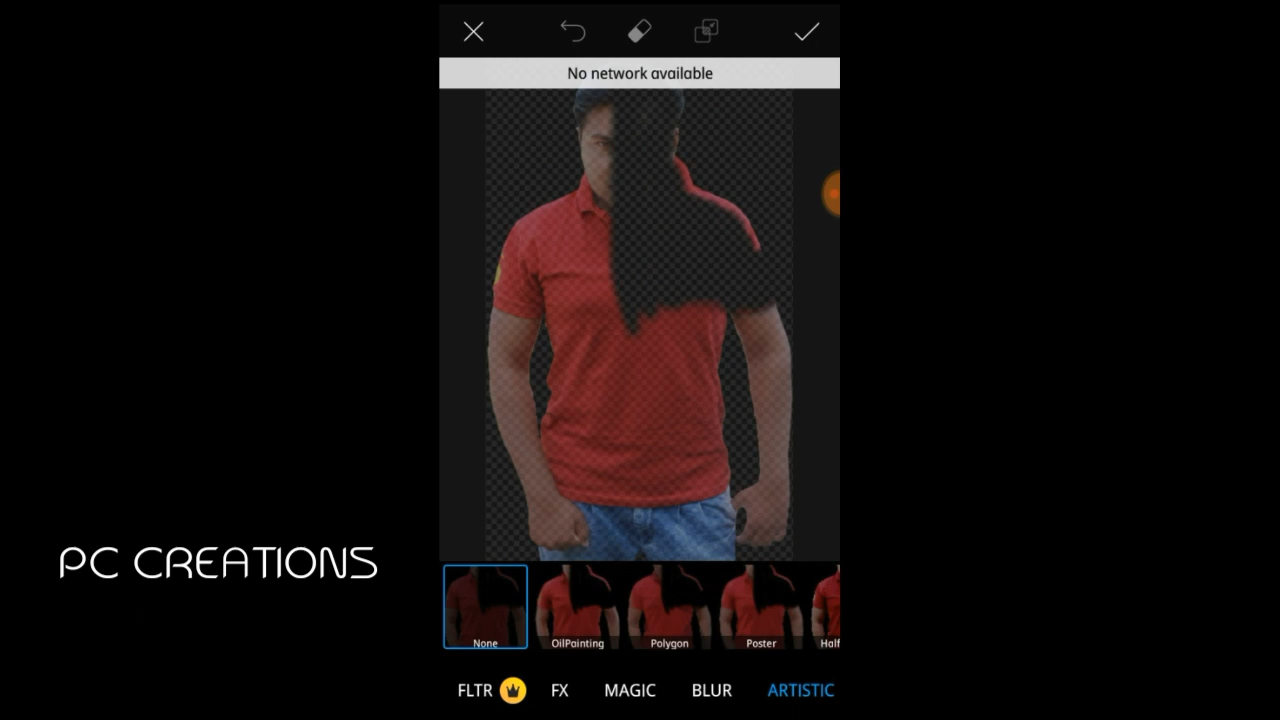 No network available
PC CREATIONS
None
OilPainting
Polygon
Poster
Half
FLTR
FX
MAGIC
BLUR
ARTISTIC